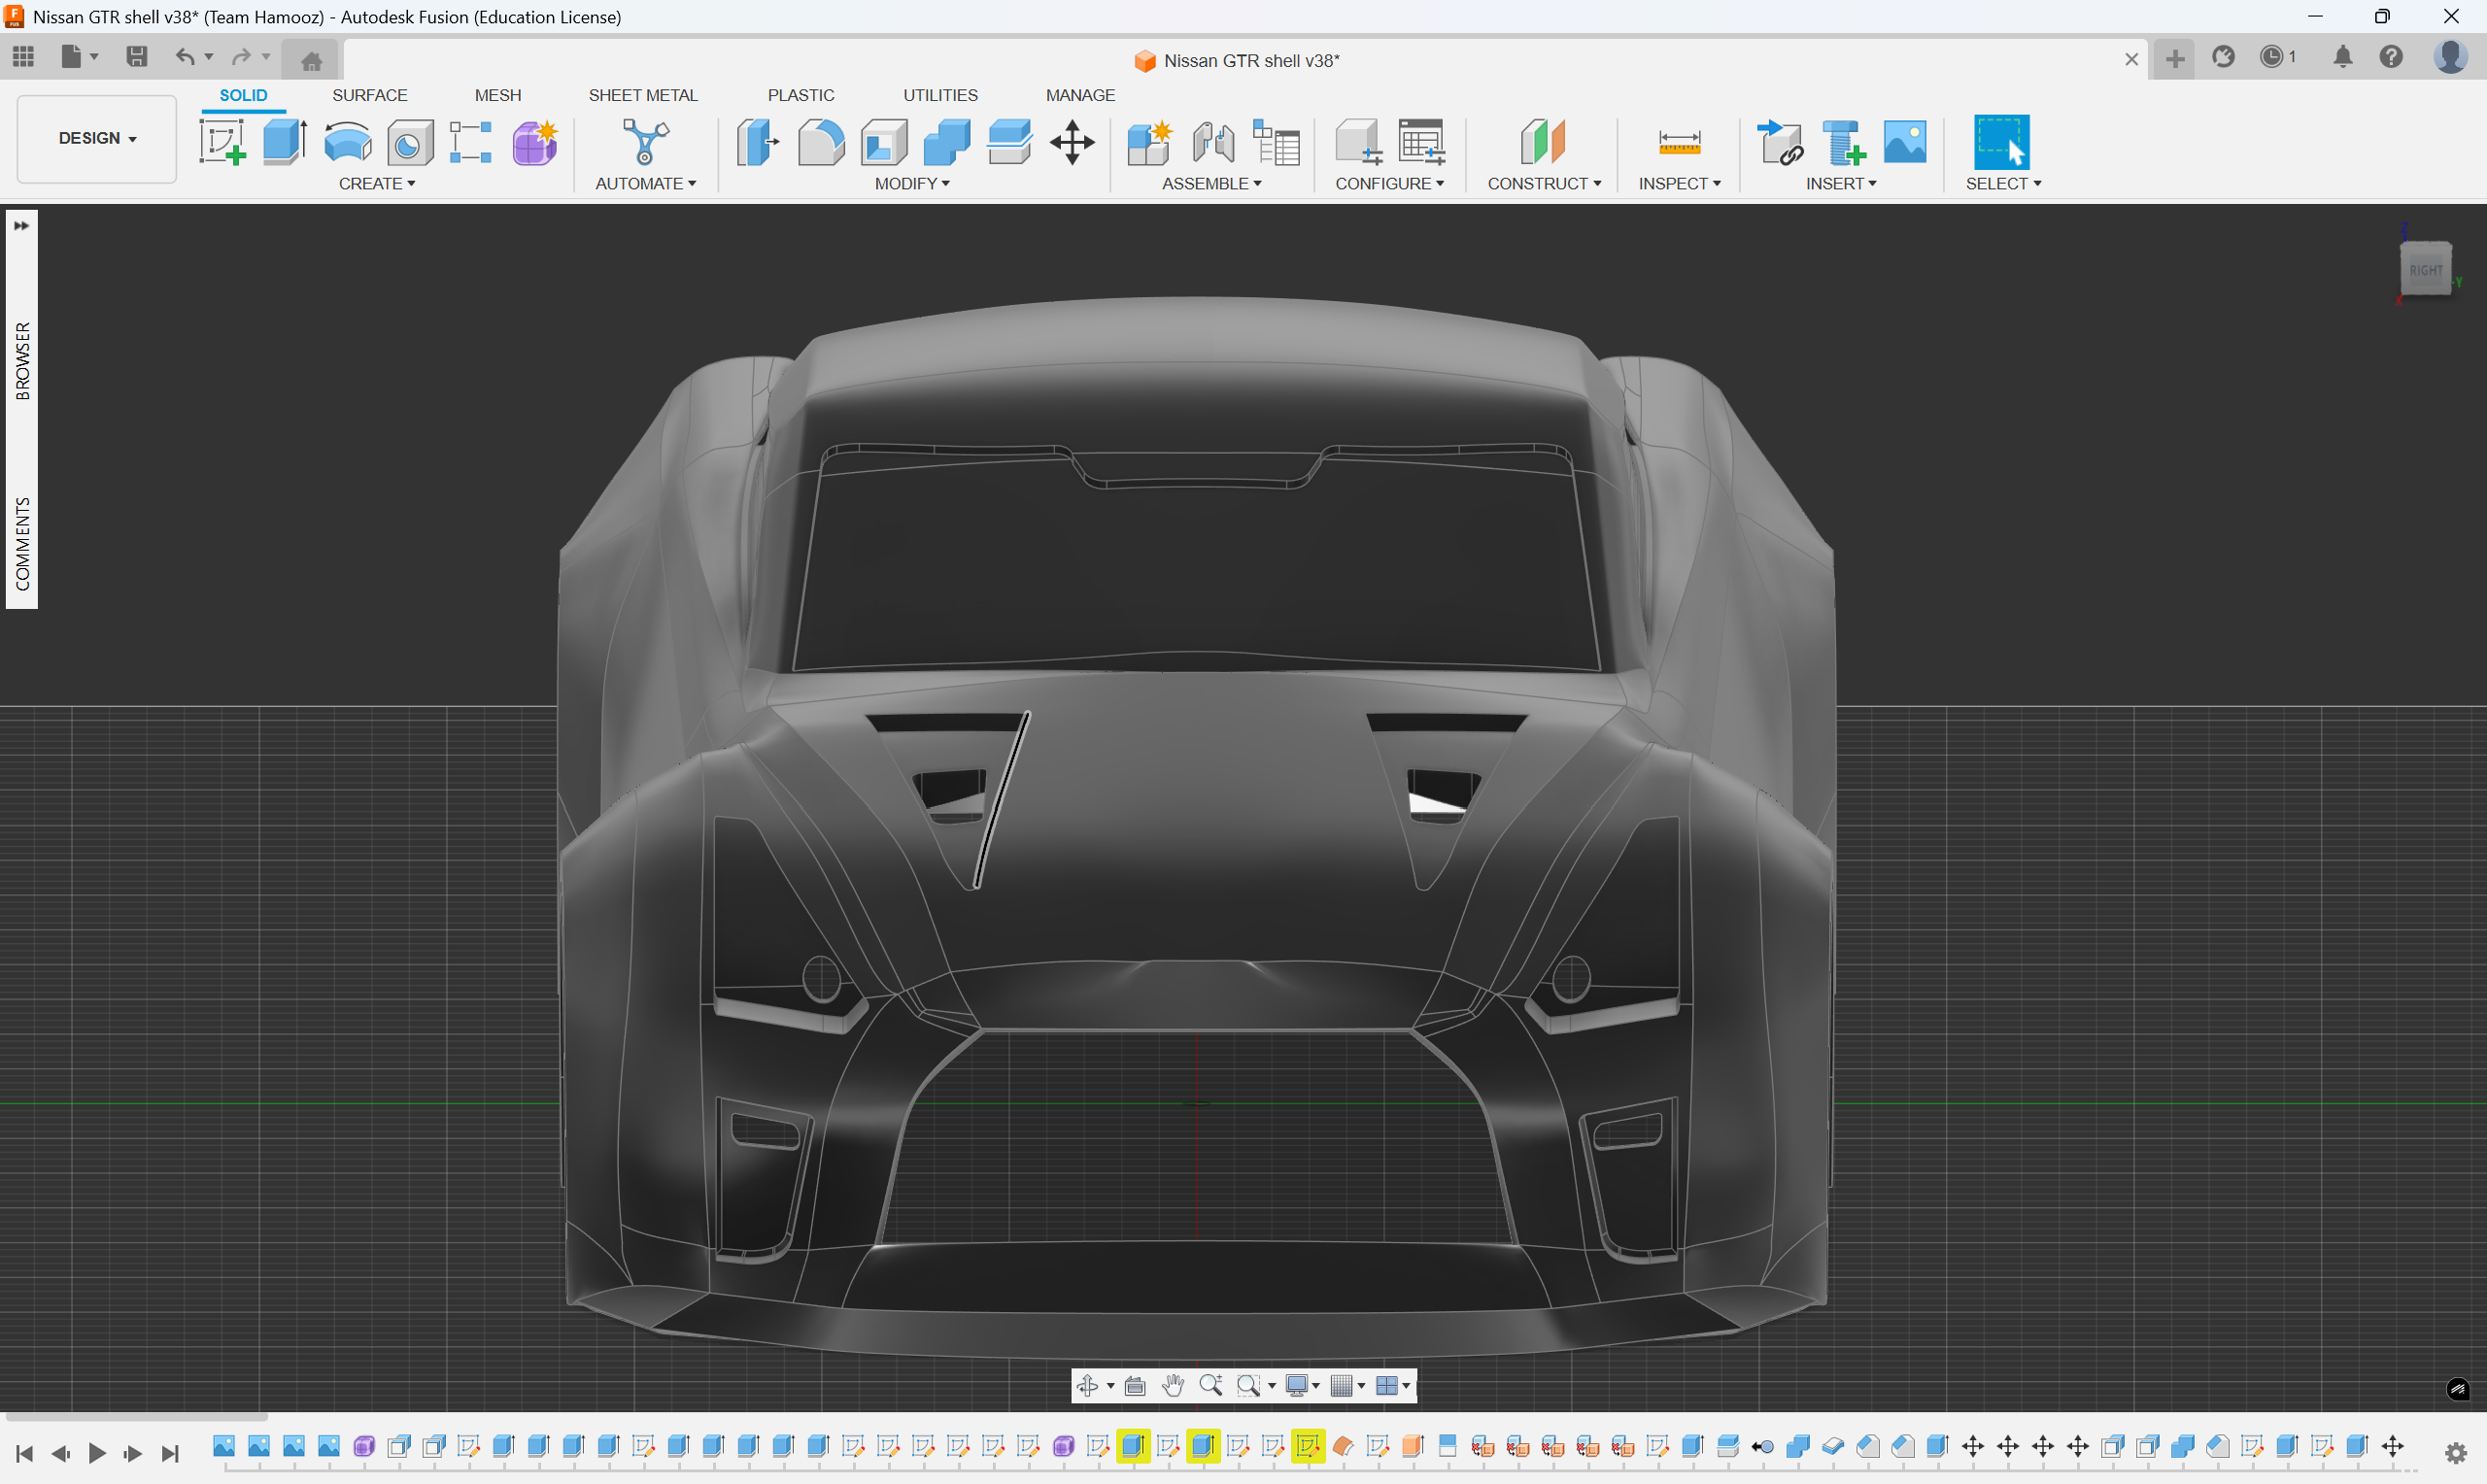 Nissan GTR shell v38* (Team Hamooz) - Autodesk Fusion (Education License)
Nissan GTR shell v38*
1
SOLID
SURFACE
MESH
SHEET METAL
PLASTIC
UTILITIES
MANAGE
DESIGN
CREATE
AUTOMATE
MODIFY
ASSEMBLE
CONFIGURE
CONSTRUCT
INSPECT
INSERT
SELECT
BROWSER
COMMENTS
Z
RIGHT
Y
X